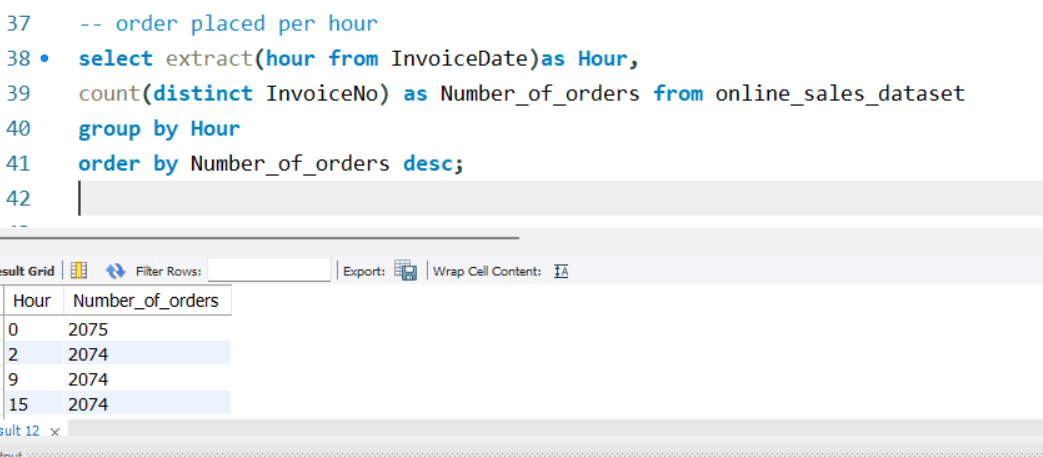 37 -- order placed per hour
38 select extract(hour from InvoiceDate)as Hour,
39 count(distinct InvoiceNo) as Number_of_orders from online_sales_dataset
40 group by Hour
41 order by Number_of_orders desc;
42
esult Grid Filter Rows: Export: Wrap Cell Content: IA
Hour Number_of_orders
0 2075
2 2074
9 2074
15 2074
sult 12 ×